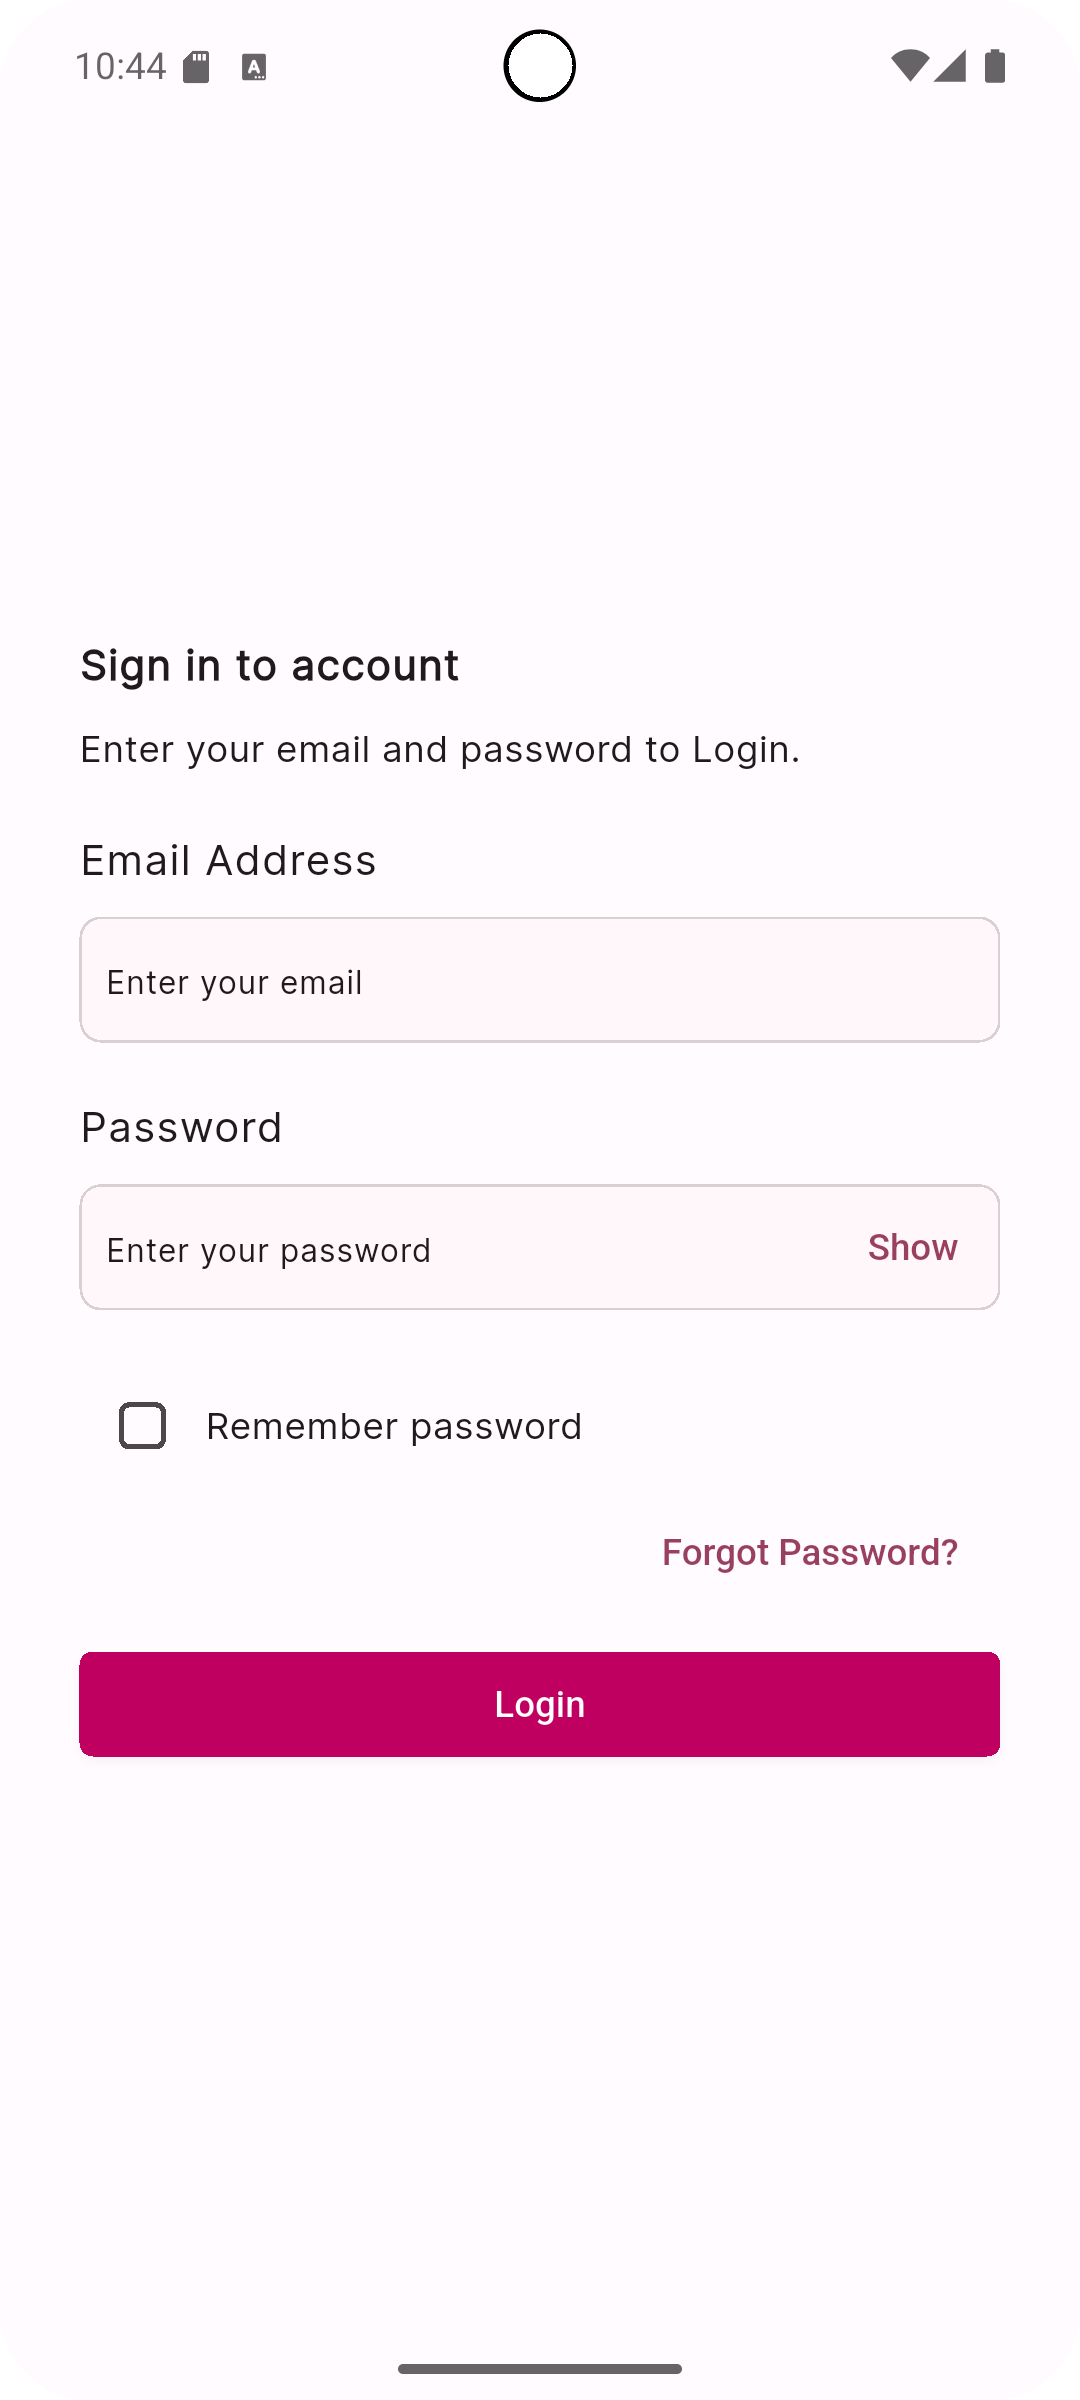 10:44
Sign in to account
Enter your email and password to Login.
Email Address
Enter your email
Password
Enter your password Show
Remember password
Forgot Password?
Login